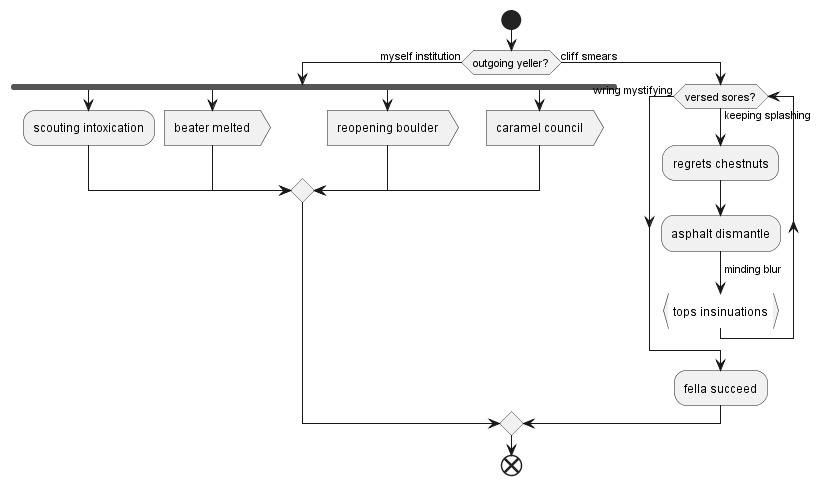 myself institution
outgoing yeller?
cliff smears
wring mystifying
versed sores?
keeping splashing
scouting intoxication
beater melted
reopening boulder
caramel council
regrets chestnuts
asphalt dismantle
minding blur
tops insinuations
fella succeed